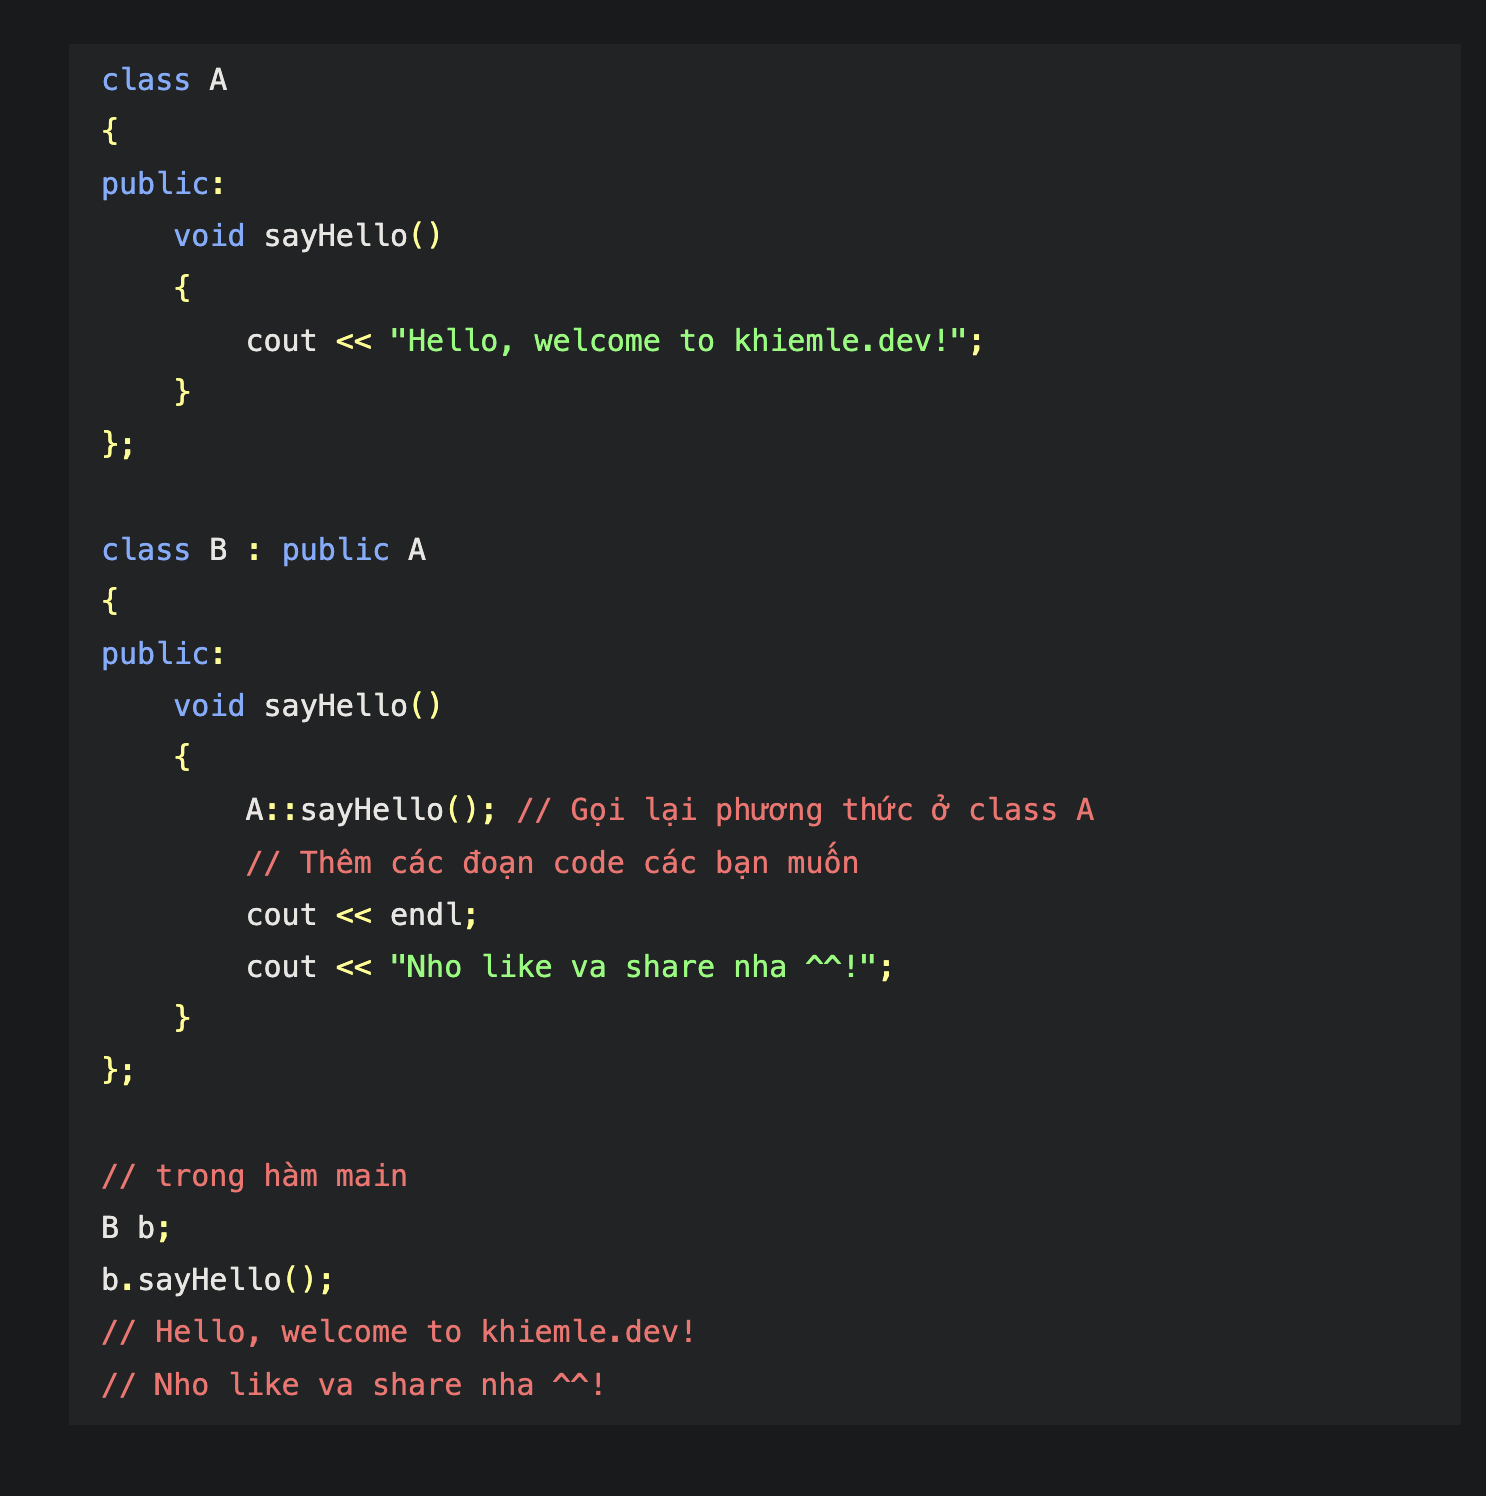 class A
{
public:
    void sayHello()
    {
        cout << "Hello, welcome to khiemle.dev!";
    }
};

class B : public A
{
public:
    void sayHello()
    {
        A::sayHello(); // Gọi lại phương thức ở class A
        // Thêm các đoạn code các bạn muốn
        cout << endl;
        cout << "Nho like va share nha ^^!";
    }
};

// trong hàm main
B b;
b.sayHello();
// Hello, welcome to khiemle.dev!
// Nho like va share nha ^^!